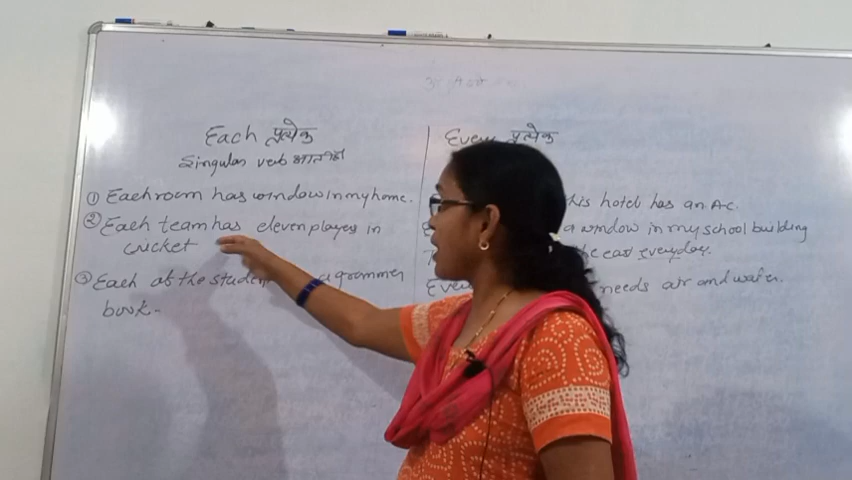 Each प्रत्येक
Singular verb आता है
① Each room has window in my home.
② Each team has eleven players in
cricket
③ Each of the student a grammer
book.
Every प्रत्येक
this hotel has an A.C.
a window in my school building
the east everyday.
Every needs air and water.